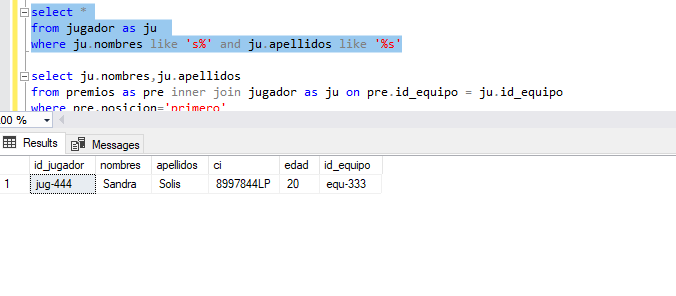 select *
from jugador as ju
where ju.nombres like 's%' and ju.apellidos like '%s'
select ju.nombres,ju.apellidos
from premios as pre inner join jugador as ju on pre.id_equipo = ju.id_equipo
where pre.posicion='primero'
00 %
Results Messages
id_jugador nombres apellidos ci edad id_equipo
1 jug-444 Sandra Solis 8997844LP 20 equ-333